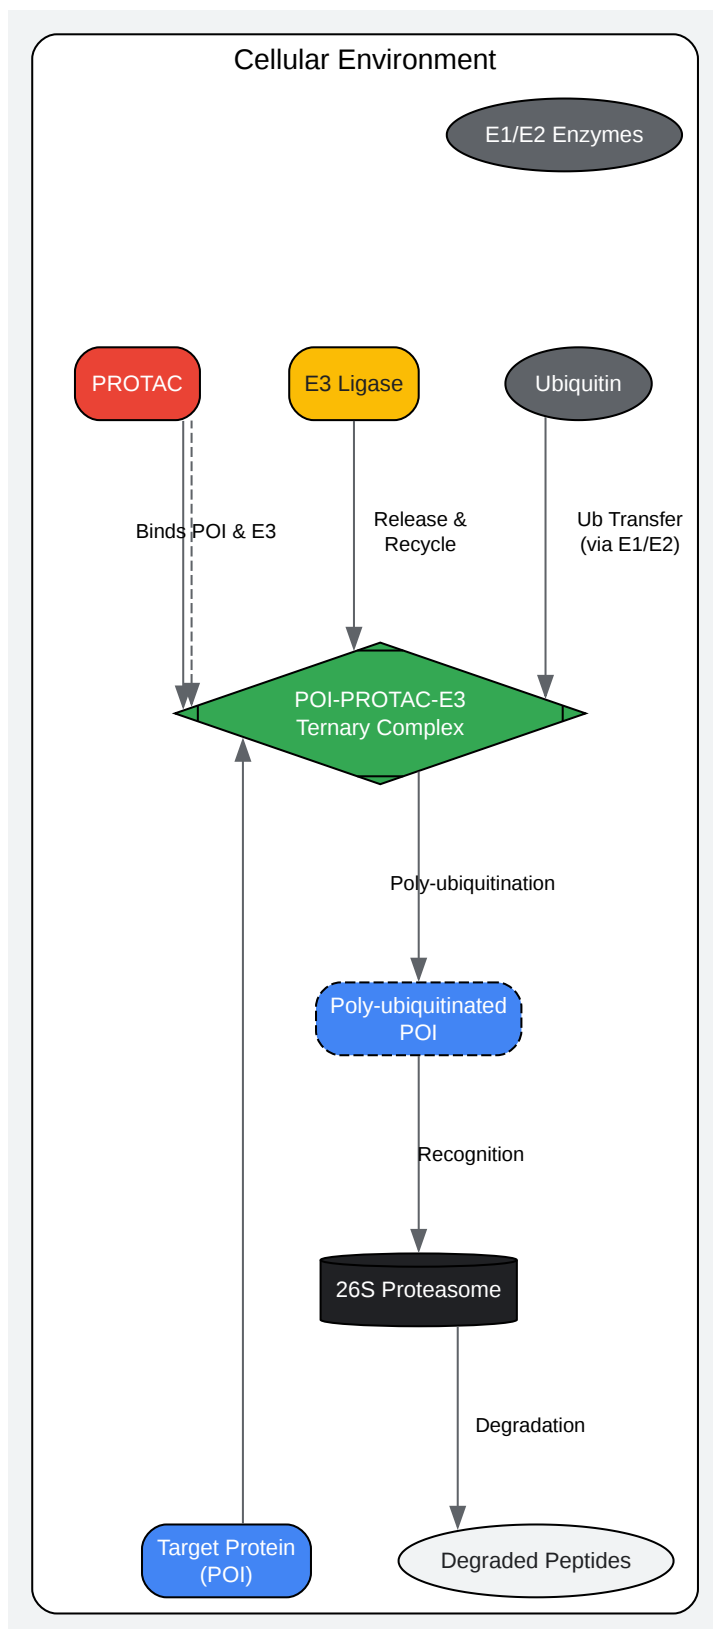 Cellular Environment
E1/E2 Enzymes
PROTAC
E3 Ligase
Ubiquitin
Binds POI & E3
Release &
Recycle
Ub Transfer
(via E1/E2)
POI-PROTAC-E3
Ternary Complex
Poly-ubiquitination
Poly-ubiquitinated
POI
Recognition
26S Proteasome
Degradation
Target Protein
(POI)
Degraded Peptides